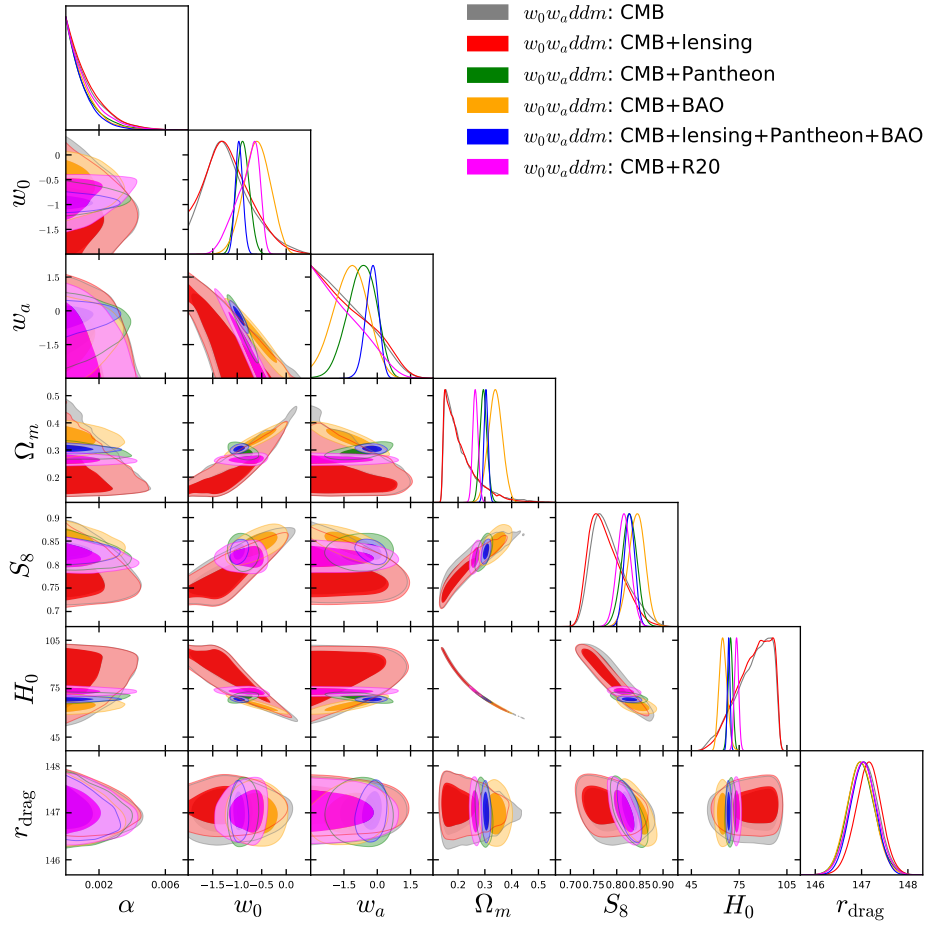 w₀wₐddm: CMB
w₀wₐddm: CMB+lensing
w₀wₐddm: CMB+Pantheon
w₀wₐddm: CMB+BAO
w₀wₐddm: CMB+lensing+Pantheon+BAO
w₀wₐddm: CMB+R20
w₀
0
−0.5
−1
−1.5
wₐ
1.5
0
−1.5
Ωₘ
0.5
0.4
0.3
0.2
S₈
0.9
0.85
0.8
0.75
0.7
H₀
105
75
45
r_drag
148
147
146
0.002 0.006
−1.5 −1.0 −0.5 0.0
−1.5 0.0 1.5
0.2 0.3 0.4 0.5
0.70 0.75 0.80 0.85 0.90
45 75 105
146 147 148
α w₀ wₐ Ωₘ S₈ H₀ r_drag